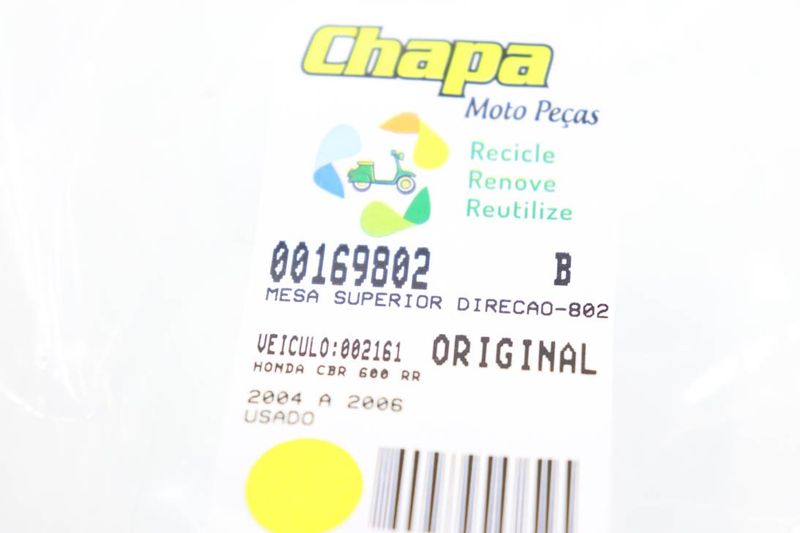 Chapa
Moto Peças
Recicle
Renove
Reutilize
00169802 B
MESA SUPERIOR DIRECAO-802
VEICULO:002161 ORIGINAL
HONDA CBR 600 RR
2004 A 2006
USADO